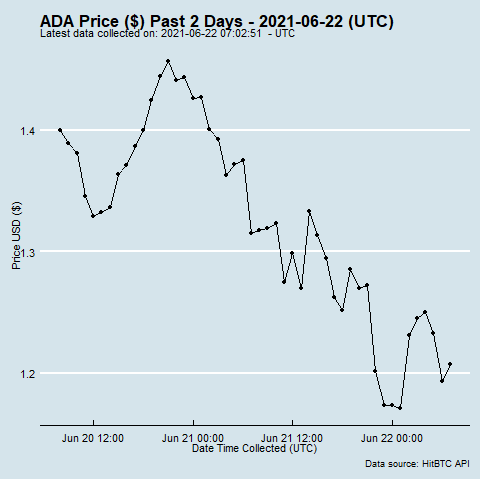 ADA Price ($) Past 2 Days - 2021-06-22 (UTC)
Latest data collected on: 2021-06-22 07:02:51 - UTC
Price USD ($)
1.4
1.3
1.2
Jun 20 12:00 Jun 21 00:00 Jun 21 12:00 Jun 22 00:00
Date Time Collected (UTC)
Data source: HitBTC API